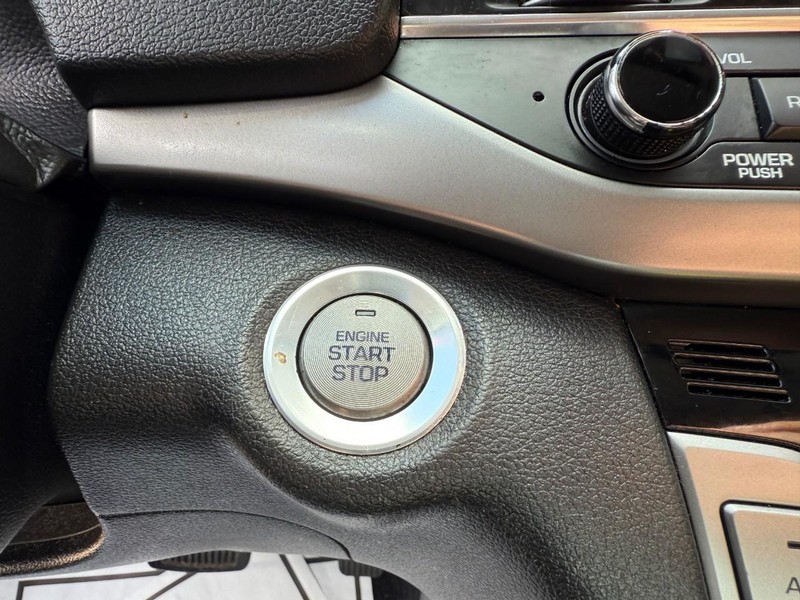 VOL
POWER
PUSH
ENGINE
START
STOP